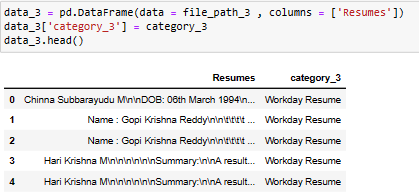 data_3 = pd.DataFrame(data = file_path_3 , columns = ['Resumes'])
data_3['category_3'] = category_3
data_3.head()
Resumes category_3
0 Chinna Subbarayudu M\n\nDOB: 06th March 1994\n... Workday Resume
1 Name : Gopi Krishna Reddy\n\n\t\t\t\t ... Workday Resume
2 Name : Gopi Krishna Reddy\n\n\t\t\t\t ... Workday Resume
3 Hari Krishna M\n\n\n\n\n\nSummary:\n\nA result... Workday Resume
4 Hari Krishna M\n\n\n\n\n\nSummary:\n\nA result... Workday Resume